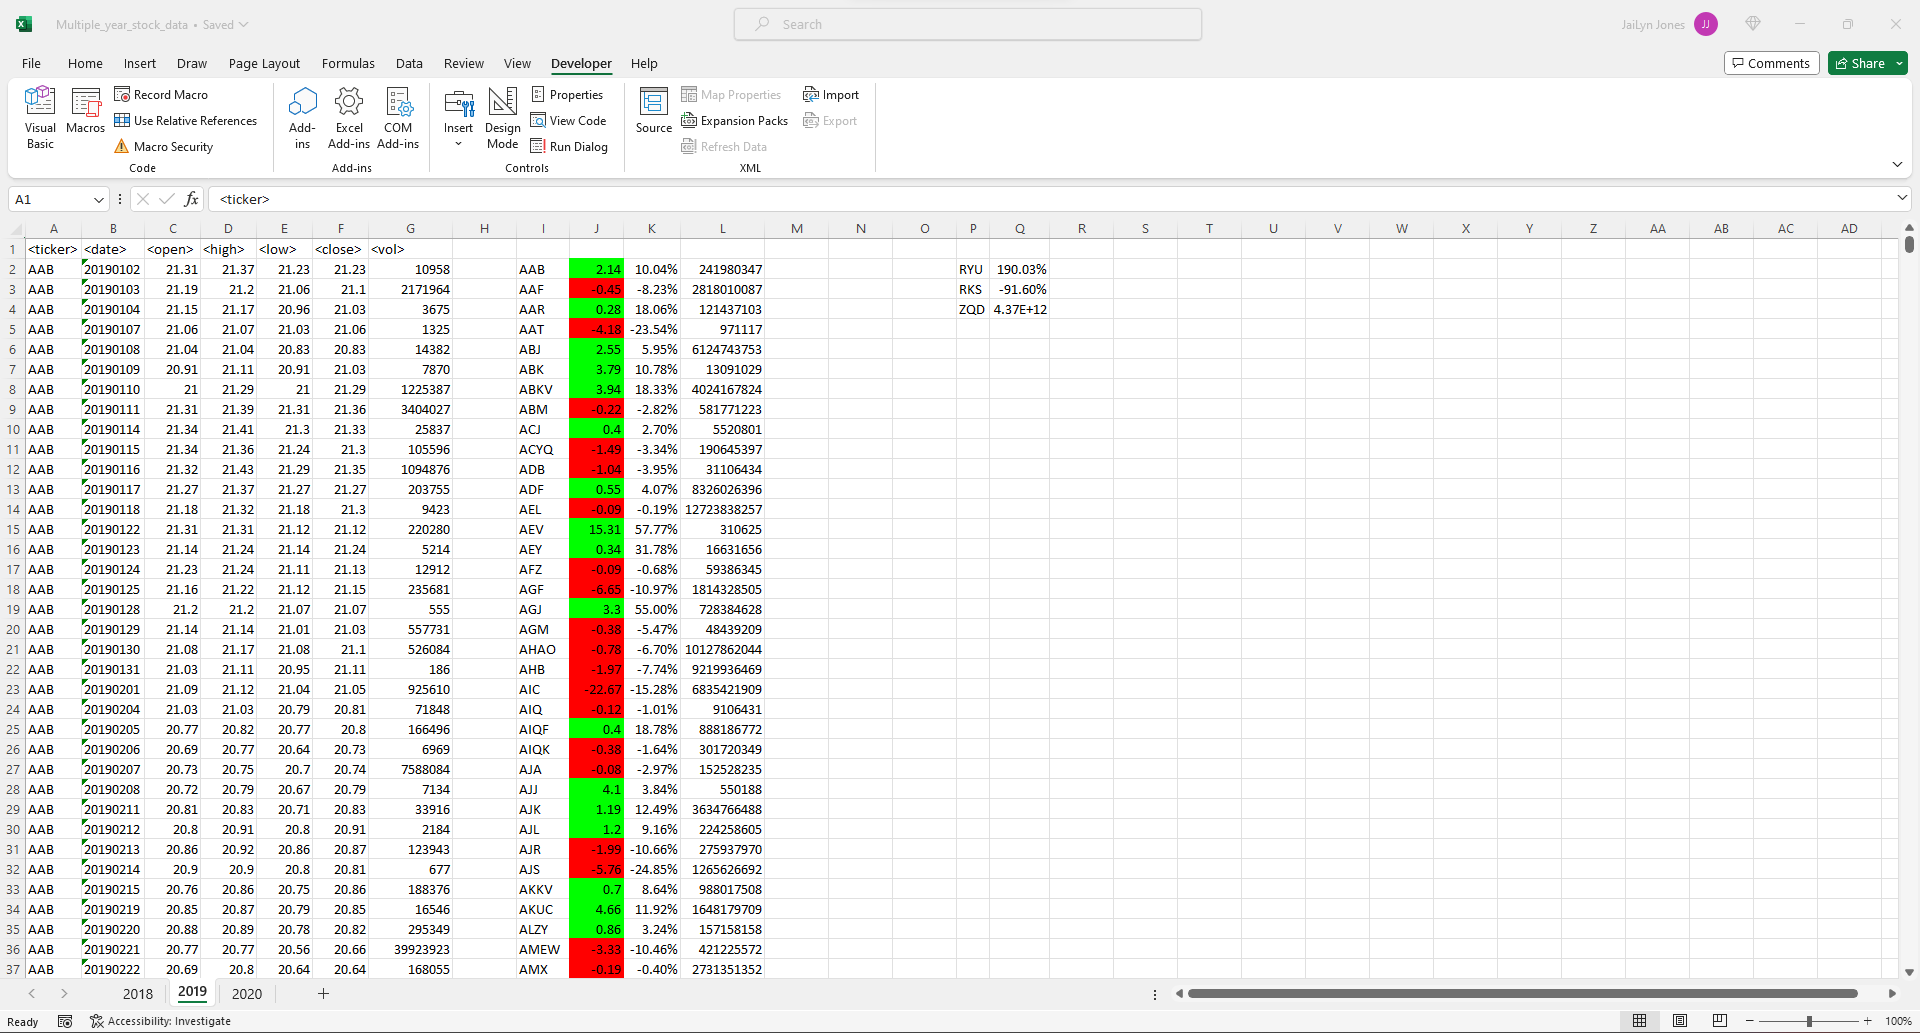 Multiple_year_stock_data • Saved
Search
JaiLyn Jones JJ
File Home Insert Draw Page Layout Formulas Data Review View Developer Help
Comments Share
Visual Basic
Macros
Record Macro
Use Relative References
Macro Security
Code
Add-ins
Excel Add-ins
COM Add-ins
Add-ins
Insert
Design Mode
Properties
View Code
Run Dialog
Controls
Source
Map Properties
Expansion Packs
Refresh Data
Import
Export
XML
A1 fx <ticker>
A B C D E F G H I J K L M N O P Q R S T U V W X Y Z AA AB AC AD
1 <ticker> <date> <open> <high> <low> <close> <vol>
2 AAB 20190102 21.31 21.37 21.23 21.23 10958 AAB 2.14 10.04% 241980347 RYU 190.03%
3 AAB 20190103 21.19 21.2 21.06 21.1 2171964 AAF -0.45 -8.23% 2818010087 RKS -91.60%
4 AAB 20190104 21.15 21.17 20.96 21.03 3675 AAR 0.28 18.06% 121437103 ZQD 4.37E+12
5 AAB 20190107 21.06 21.07 21.03 21.06 1325 AAT -4.18 -23.54% 971117
6 AAB 20190108 21.04 21.04 20.83 20.83 14382 ABJ 2.55 5.95% 6124743753
7 AAB 20190109 20.91 21.11 20.91 21.03 7870 ABK 3.79 10.78% 13091029
8 AAB 20190110 21 21.29 21 21.29 1225387 ABKV 3.94 18.33% 4024167824
9 AAB 20190111 21.31 21.39 21.31 21.36 3404027 ABM -0.22 -2.82% 581771223
10 AAB 20190114 21.34 21.41 21.3 21.33 25837 ACJ 0.4 2.70% 5520801
11 AAB 20190115 21.34 21.36 21.24 21.3 105596 ACYQ -1.49 -3.34% 190645397
12 AAB 20190116 21.32 21.43 21.29 21.35 1094876 ADB -1.04 -3.95% 31106434
13 AAB 20190117 21.27 21.37 21.27 21.27 203755 ADF 0.55 4.07% 8326026396
14 AAB 20190118 21.18 21.32 21.18 21.3 9423 AEL -0.09 -0.19% 12723838257
15 AAB 20190122 21.31 21.31 21.12 21.12 220280 AEV 15.31 57.77% 310625
16 AAB 20190123 21.14 21.24 21.14 21.24 5214 AEY 0.34 31.78% 16631656
17 AAB 20190124 21.23 21.24 21.11 21.13 12912 AFZ -0.09 -0.68% 59386345
18 AAB 20190125 21.16 21.22 21.12 21.15 235681 AGF -6.65 -10.97% 1814328505
19 AAB 20190128 21.2 21.2 21.07 21.07 555 AGJ 3.3 55.00% 728384628
20 AAB 20190129 21.14 21.14 21.01 21.03 557731 AGM -0.38 -5.47% 48439209
21 AAB 20190130 21.08 21.17 21.08 21.1 526084 AHAO -0.78 -6.70% 10127862044
22 AAB 20190131 21.03 21.11 20.95 21.11 186 AHB -1.97 -7.74% 9219936469
23 AAB 20190201 21.09 21.12 21.04 21.05 925610 AIC -22.67 -15.28% 6835421909
24 AAB 20190204 21.03 21.03 20.79 20.81 71848 AIQ -0.12 -1.01% 9106431
25 AAB 20190205 20.77 20.82 20.77 20.8 166496 AIQF 0.4 18.78% 888186772
26 AAB 20190206 20.69 20.77 20.64 20.73 6969 AIQK -0.38 -1.64% 301720349
27 AAB 20190207 20.73 20.75 20.7 20.74 7588084 AJA -0.08 -2.97% 152528235
28 AAB 20190208 20.72 20.79 20.67 20.79 7134 AJJ 4.1 3.84% 550188
29 AAB 20190211 20.81 20.83 20.71 20.83 33916 AJK 1.19 12.49% 3634766488
30 AAB 20190212 20.8 20.91 20.8 20.91 2184 AJL 1.2 9.16% 224258605
31 AAB 20190213 20.86 20.92 20.86 20.87 123943 AJR -1.99 -10.66% 275937970
32 AAB 20190214 20.9 20.9 20.8 20.81 677 AJS -5.76 -24.85% 1265626692
33 AAB 20190215 20.76 20.86 20.75 20.86 188376 AKKV 0.7 8.64% 988017508
34 AAB 20190219 20.85 20.87 20.79 20.85 16546 AKUC 4.66 11.92% 1648179709
35 AAB 20190220 20.88 20.89 20.78 20.82 295349 ALZY 0.86 3.24% 157158158
36 AAB 20190221 20.77 20.77 20.56 20.66 39923923 AMEW -3.33 -10.46% 421225572
37 AAB 20190222 20.69 20.8 20.64 20.64 168055 AMX -0.19 -0.40% 2731351352
2018 2019 2020 +
Ready Accessibility: Investigate 100%